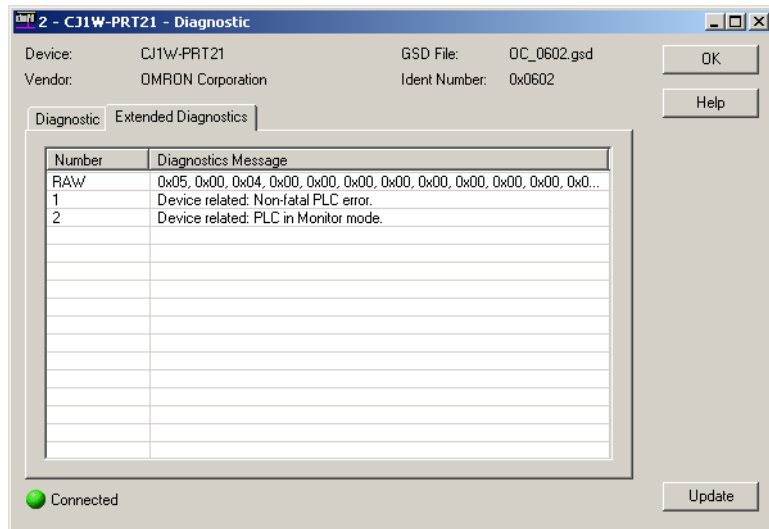 2 - CJ1W-PRT21 - Diagnostic
Device: CJ1W-PRT21 GSD File: OC_0602.gsd
OK
Vendor: OMRON Corporation Ident Number: 0x0602
Help
Diagnostic Extended Diagnostics
Number Diagnostics Message
RAW 0x05, 0x00, 0x04, 0x00, 0x00, 0x00, 0x00, 0x00, 0x00, 0x00, 0x00, 0x0...
1 Device related: Non-fatal PLC error.
2 Device related: PLC in Monitor mode.
Connected
Update